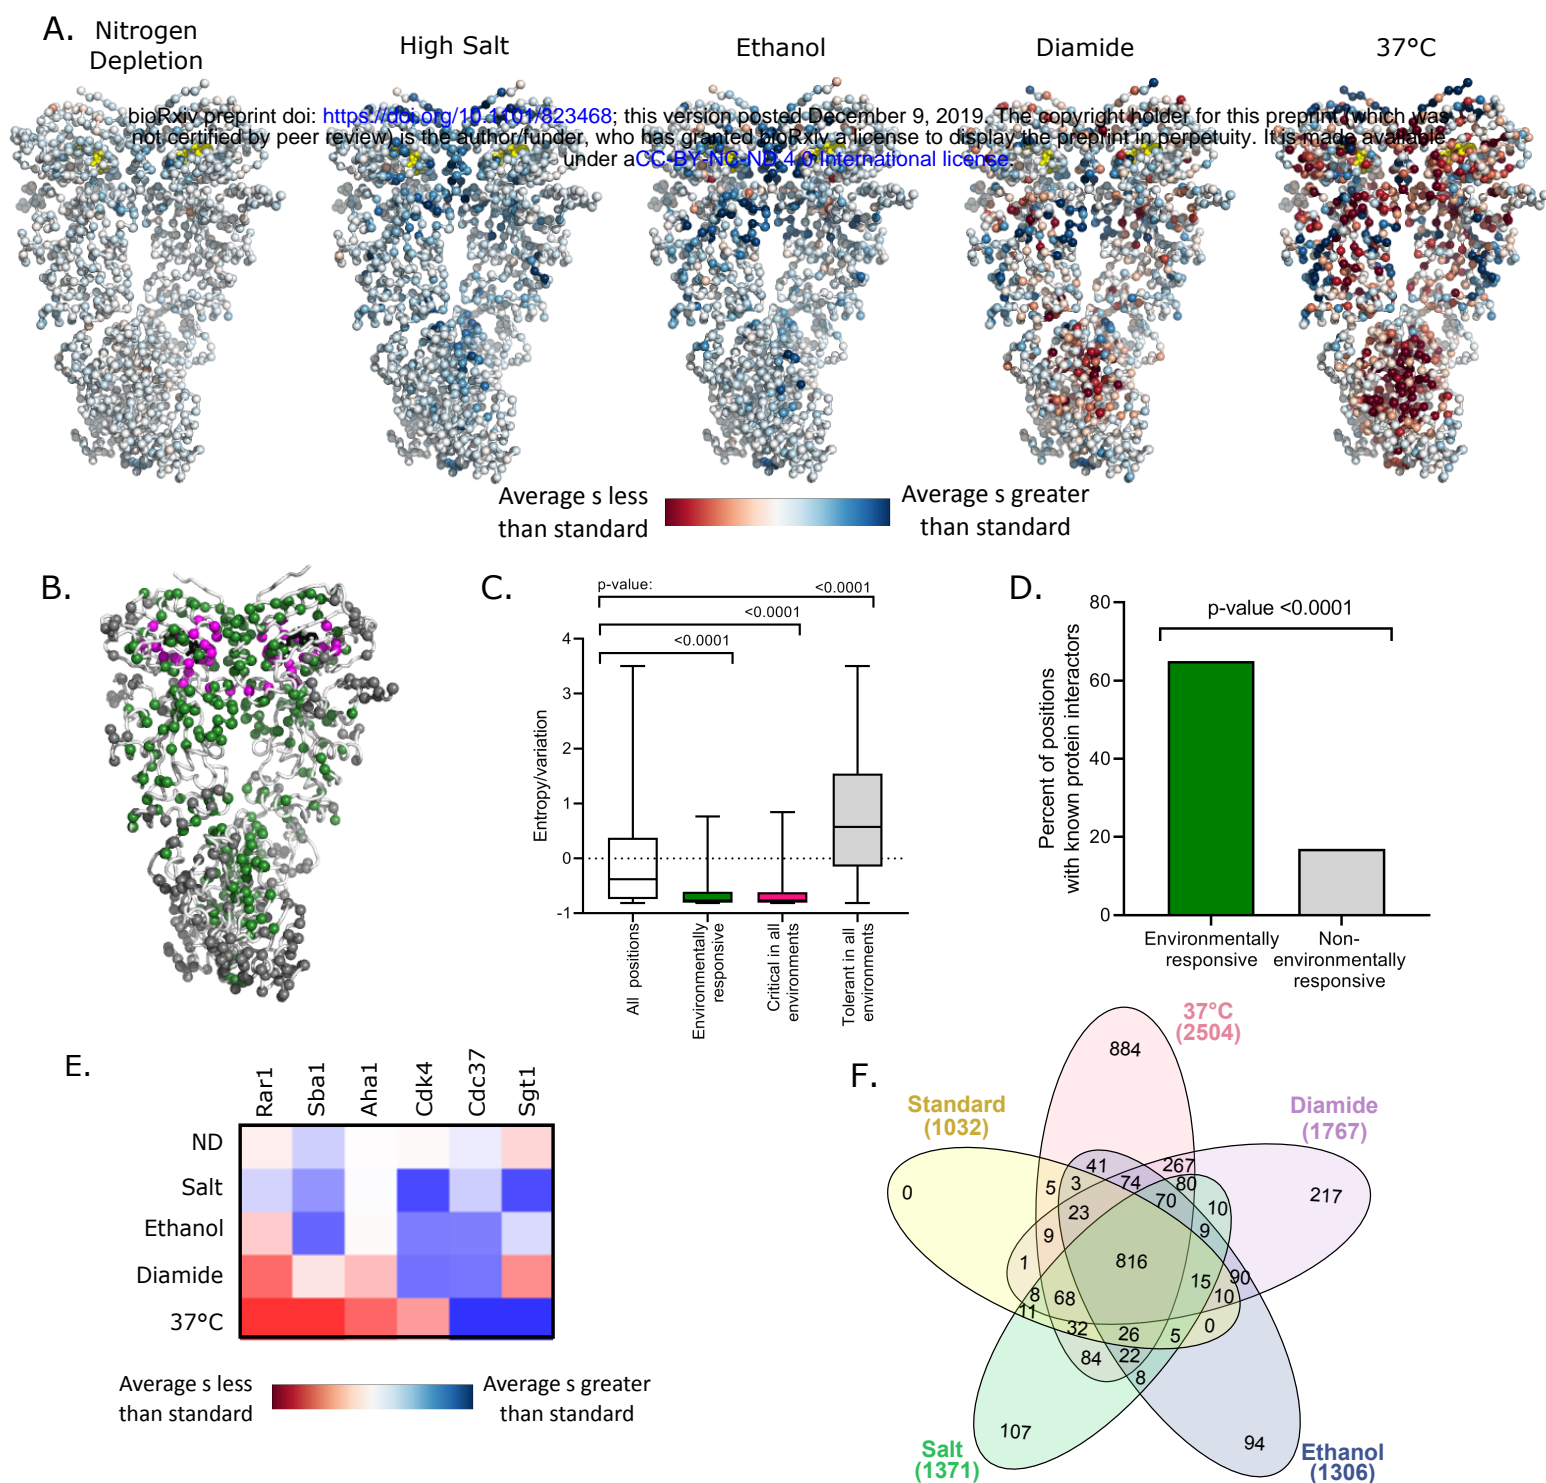 A.
Nitrogen
Depletion
High Salt
Ethanol
Diamide
37°C
bioRxiv preprint doi: https://doi.org/10.1101/823468; this version posted December 9, 2019. The copyright holder for this preprint (which was
not certified by peer review) is the author/funder, who has granted bioRxiv a license to display the preprint in perpetuity. It is made available
under aCC-BY-NC-ND 4.0 International license.
Average s less
than standard
Average s greater
than standard
B.
C.
p-value:
<0.0001
<0.0001
<0.0001
Entropy/variation
4
3
2
1
0
-1
All positions
Environmentally
responsive
Critical in all
environments
Tolerant in all
environments
D.
p-value <0.0001
Percent of positions
with known protein interactors
80
60
40
20
0
Environmentally
responsive
Non-
environmentally
responsive
E.
Rar1
Sba1
Aha1
Cdk4
Cdc37
Sgt1
ND
Salt
Ethanol
Diamide
37°C
Average s less
than standard
Average s greater
than standard
F.
37°C
(2504)
Standard
(1032)
Diamide
(1767)
Salt
(1371)
Ethanol
(1306)
884
0
217
41
267
5
3
74
80
70
10
23
9
9
1
816
15
90
8
68
10
11
32
26
5
0
84
22
8
107
94